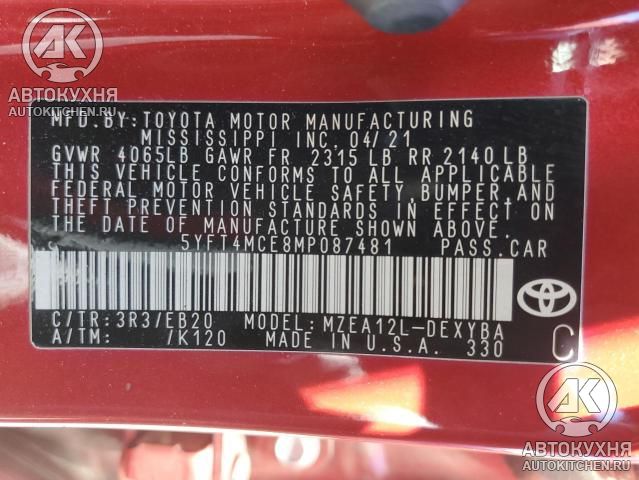 АК
АВТОКУХНЯ
AUTOKITCHEN.RU
MFD.BY:TOYOTA MOTOR MANUFACTURING
MISSISSIPPI INC. 04/21
GVWR 4065LB GAWR FR 2315 LB RR 2140 LB
THIS VEHICLE CONFORMS TO ALL APPLICABLE
FEDERAL MOTOR VEHICLE SAFETY,BUMPER,AND
THEFT PREVENTION STANDARDS IN EFFECT ON
THE DATE OF MANUFACTURE SHOWN ABOVE.
5YFT4MCE8MP087481 PASS.CAR
C/TR:3R3/EB20 MODEL:MZEA12L-DEXYBA
A/TM: /K120 MADE IN U.S.A. 330
C
АК
АВТОКУХНЯ
AUTOKITCHEN.RU